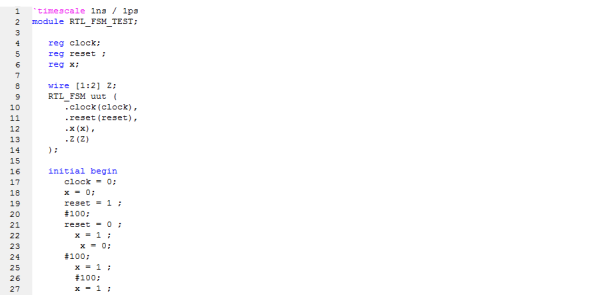 1 `timescale 1ns / 1ps
2 module RTL_FSM_TEST;
3
4 reg clock;
5 reg reset ;
6 reg x;
7
8 wire [1:2] Z;
9 RTL_FSM uut (
10 .clock(clock),
11 .reset(reset),
12 .x(x),
13 .Z(Z)
14 );
15
16 initial begin
17 clock = 0;
18 x = 0;
19 reset = 1 ;
20 #100;
21 reset = 0 ;
22 x = 1 ;
23 x = 0;
24 #100;
25 x = 1 ;
26 #100;
27 x = 1 ;